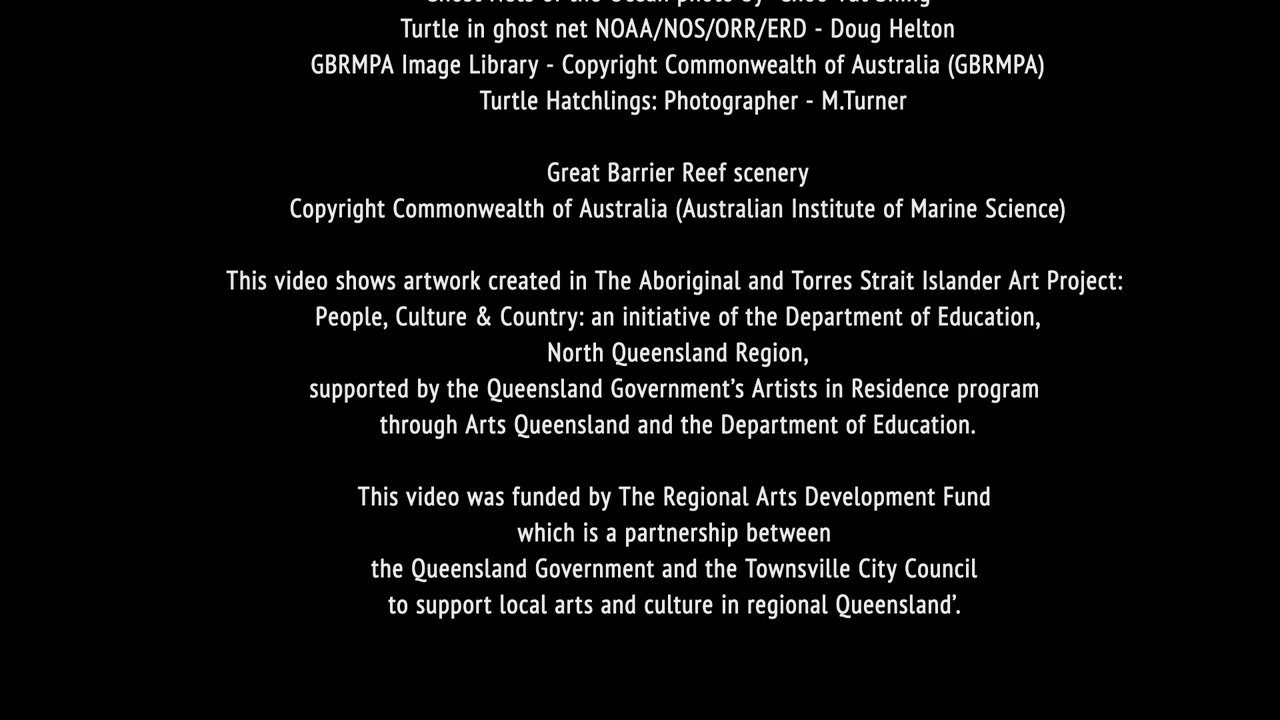 Turtle in ghost net NOAA/NOS/ORR/ERD - Doug Helton
GBRMPA Image Library - Copyright Commonwealth of Australia (GBRMPA)
Turtle Hatchlings: Photographer - M.Turner
Great Barrier Reef scenery
Copyright Commonwealth of Australia (Australian Institute of Marine Science)
This video shows artwork created in The Aboriginal and Torres Strait Islander Art Project:
People, Culture & Country: an initiative of the Department of Education,
North Queensland Region,
supported by the Queensland Government’s Artists in Residence program
through Arts Queensland and the Department of Education.
This video was funded by The Regional Arts Development Fund
which is a partnership between
the Queensland Government and the Townsville City Council
to support local arts and culture in regional Queensland’.